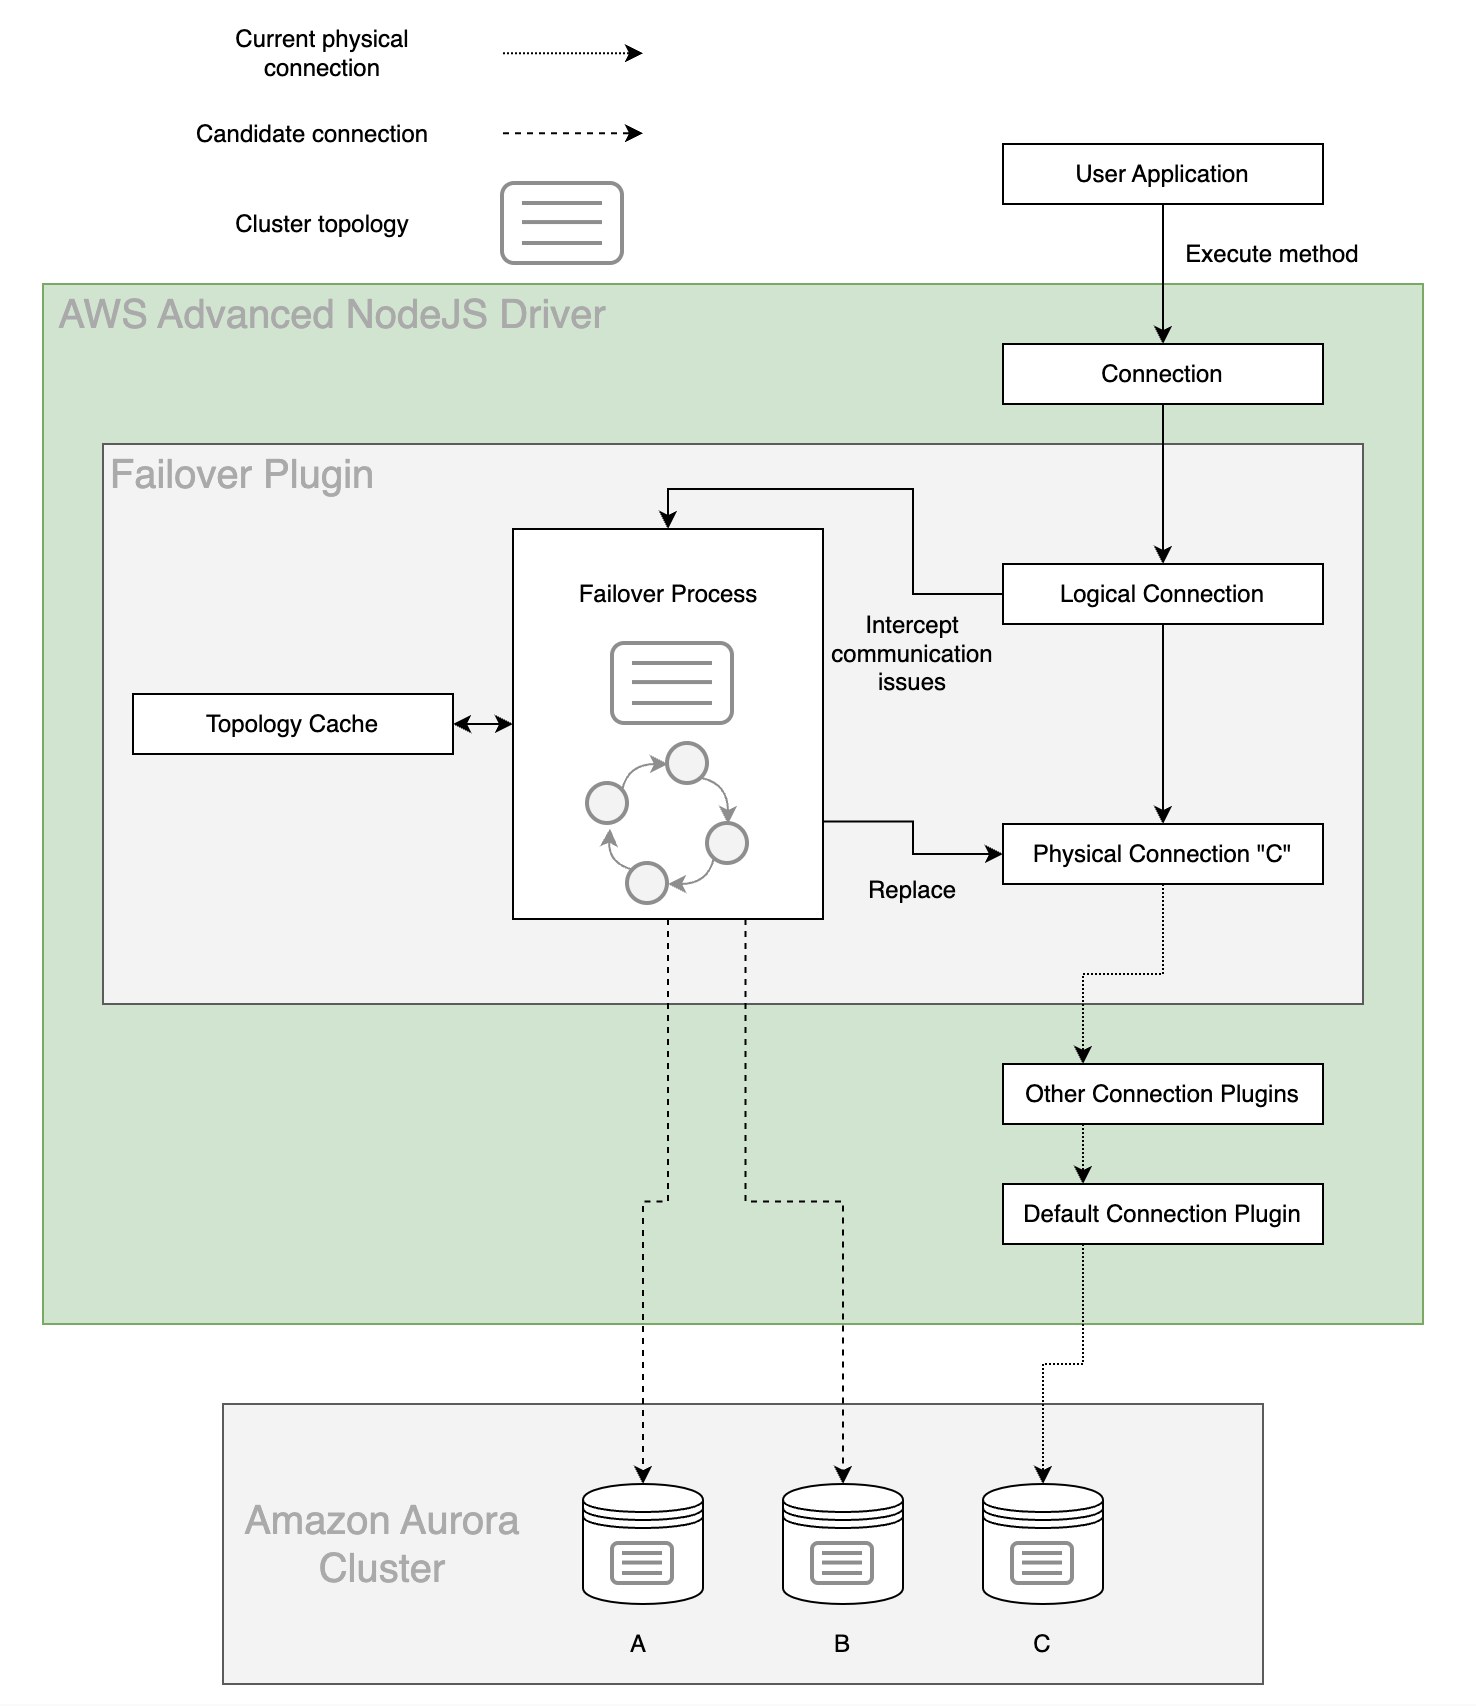 Current physical
connection
Candidate connection
Cluster topology
User Application
Execute method
AWS Advanced NodeJS Driver
Connection
Failover Plugin
Failover Process
Logical Connection
Intercept
communication
issues
Topology Cache
Physical Connection "C"
Replace
Other Connection Plugins
Default Connection Plugin
Amazon Aurora
Cluster
A
B
C